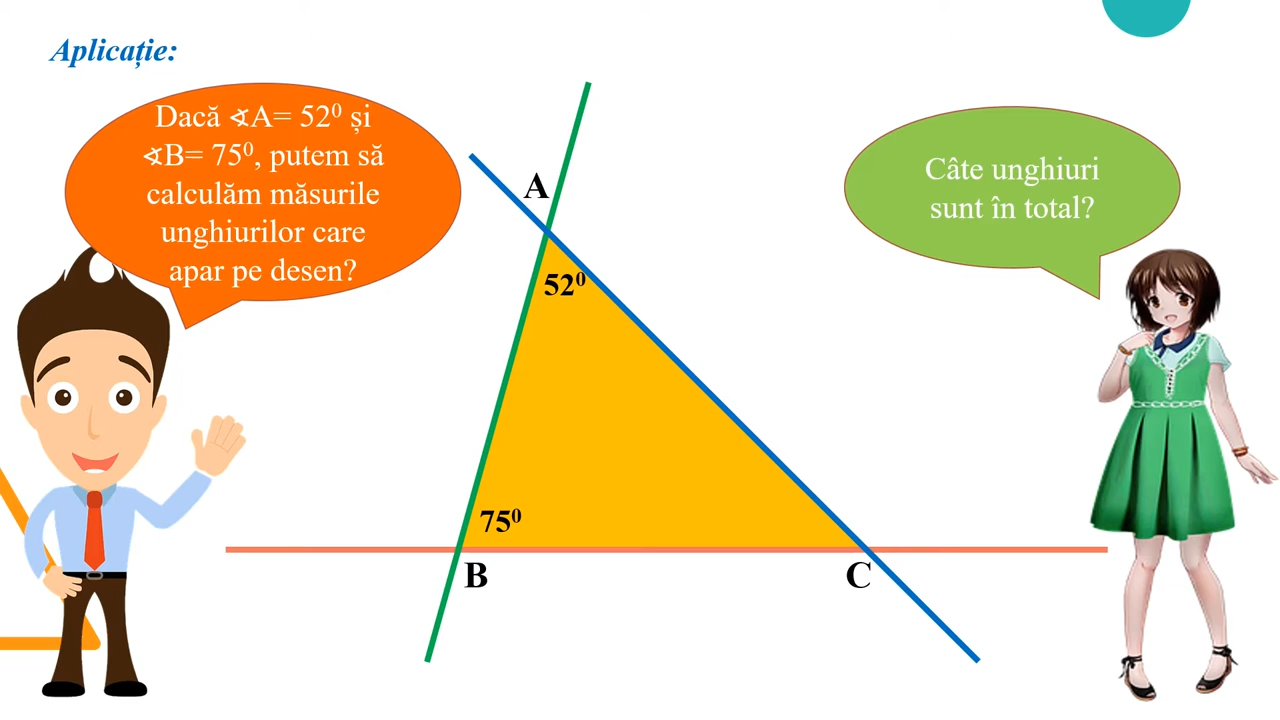 Aplicație:
Dacă ∢A= 52⁰ și
∢B= 75⁰, putem să
calculăm măsurile
unghiurilor care
apar pe desen?
Câte unghiuri
sunt în total?
A
52⁰
75⁰
B
C